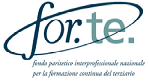 for.te.
fondo paritetico interprofessionale nazionale
per la formazione continua del terziario